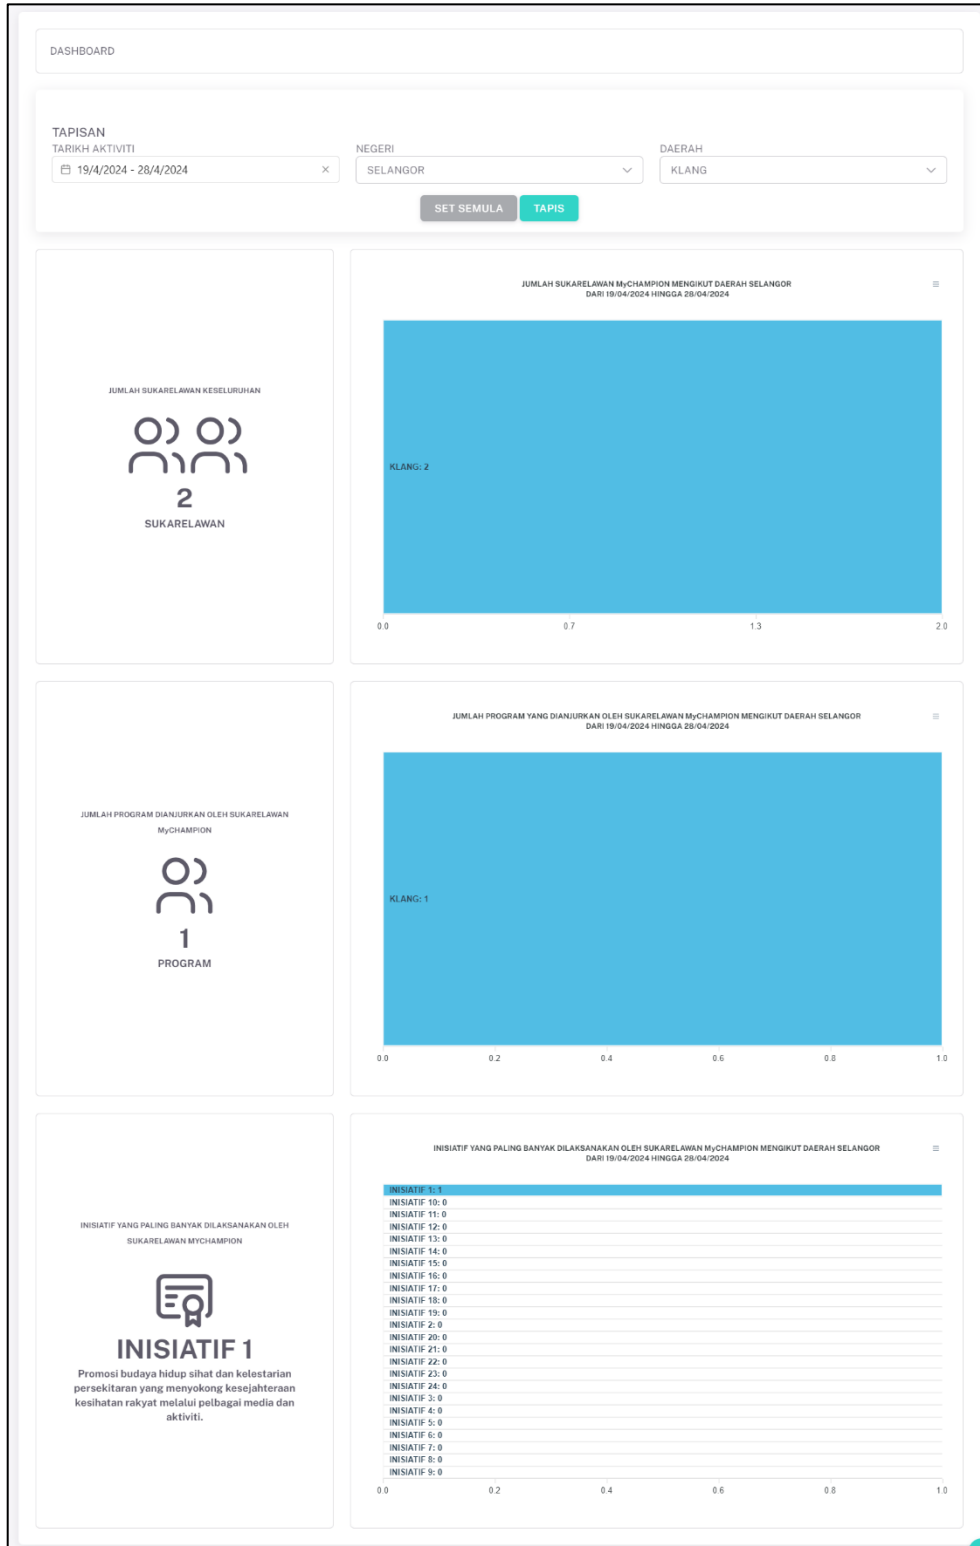 DASHBOARD
TAPISAN
TARIKH AKTIVITI
NEGERI
DAERAH
19/4/2024 - 28/4/2024
SELANGOR
KLANG
SET SEMULA
TAPIS
JUMLAH SUKARELAWAN KESELURUHAN
2
SUKARELAWAN
JUMLAH SUKARELAWAN MyCHAMPION MENGIKUT DAERAH SELANGOR
DARI 19/04/2024 HINGGA 28/04/2024
KLANG: 2
0.0 0.7 1.3 2.0
JUMLAH PROGRAM DIANJURKAN OLEH SUKARELAWAN
MyCHAMPION
1
PROGRAM
JUMLAH PROGRAM YANG DIANJURKAN OLEH SUKARELAWAN MyCHAMPION MENGIKUT DAERAH SELANGOR
DARI 19/04/2024 HINGGA 28/04/2024
KLANG: 1
0.0 0.2 0.4 0.6 0.8 1.0
INISIATIF YANG PALING BANYAK DILAKSANAKAN OLEH
SUKARELAWAN MYCHAMPION
INISIATIF 1
Promosi budaya hidup sihat dan kelestarian
persekitaran yang menyokong kesejahteraan
kesihatan rakyat melalui pelbagai media dan
aktiviti.
INISIATIF YANG PALING BANYAK DILAKSANAKAN OLEH SUKARELAWAN MyCHAMPION MENGIKUT DAERAH SELANGOR
DARI 19/04/2024 HINGGA 28/04/2024
INISIATIF 1: 1
INISIATIF 10: 0
INISIATIF 11: 0
INISIATIF 12: 0
INISIATIF 13: 0
INISIATIF 14: 0
INISIATIF 15: 0
INISIATIF 16: 0
INISIATIF 17: 0
INISIATIF 18: 0
INISIATIF 19: 0
INISIATIF 2: 0
INISIATIF 20: 0
INISIATIF 21: 0
INISIATIF 22: 0
INISIATIF 23: 0
INISIATIF 24: 0
INISIATIF 3: 0
INISIATIF 4: 0
INISIATIF 5: 0
INISIATIF 6: 0
INISIATIF 7: 0
INISIATIF 8: 0
INISIATIF 9: 0
0.0 0.2 0.4 0.6 0.8 1.0